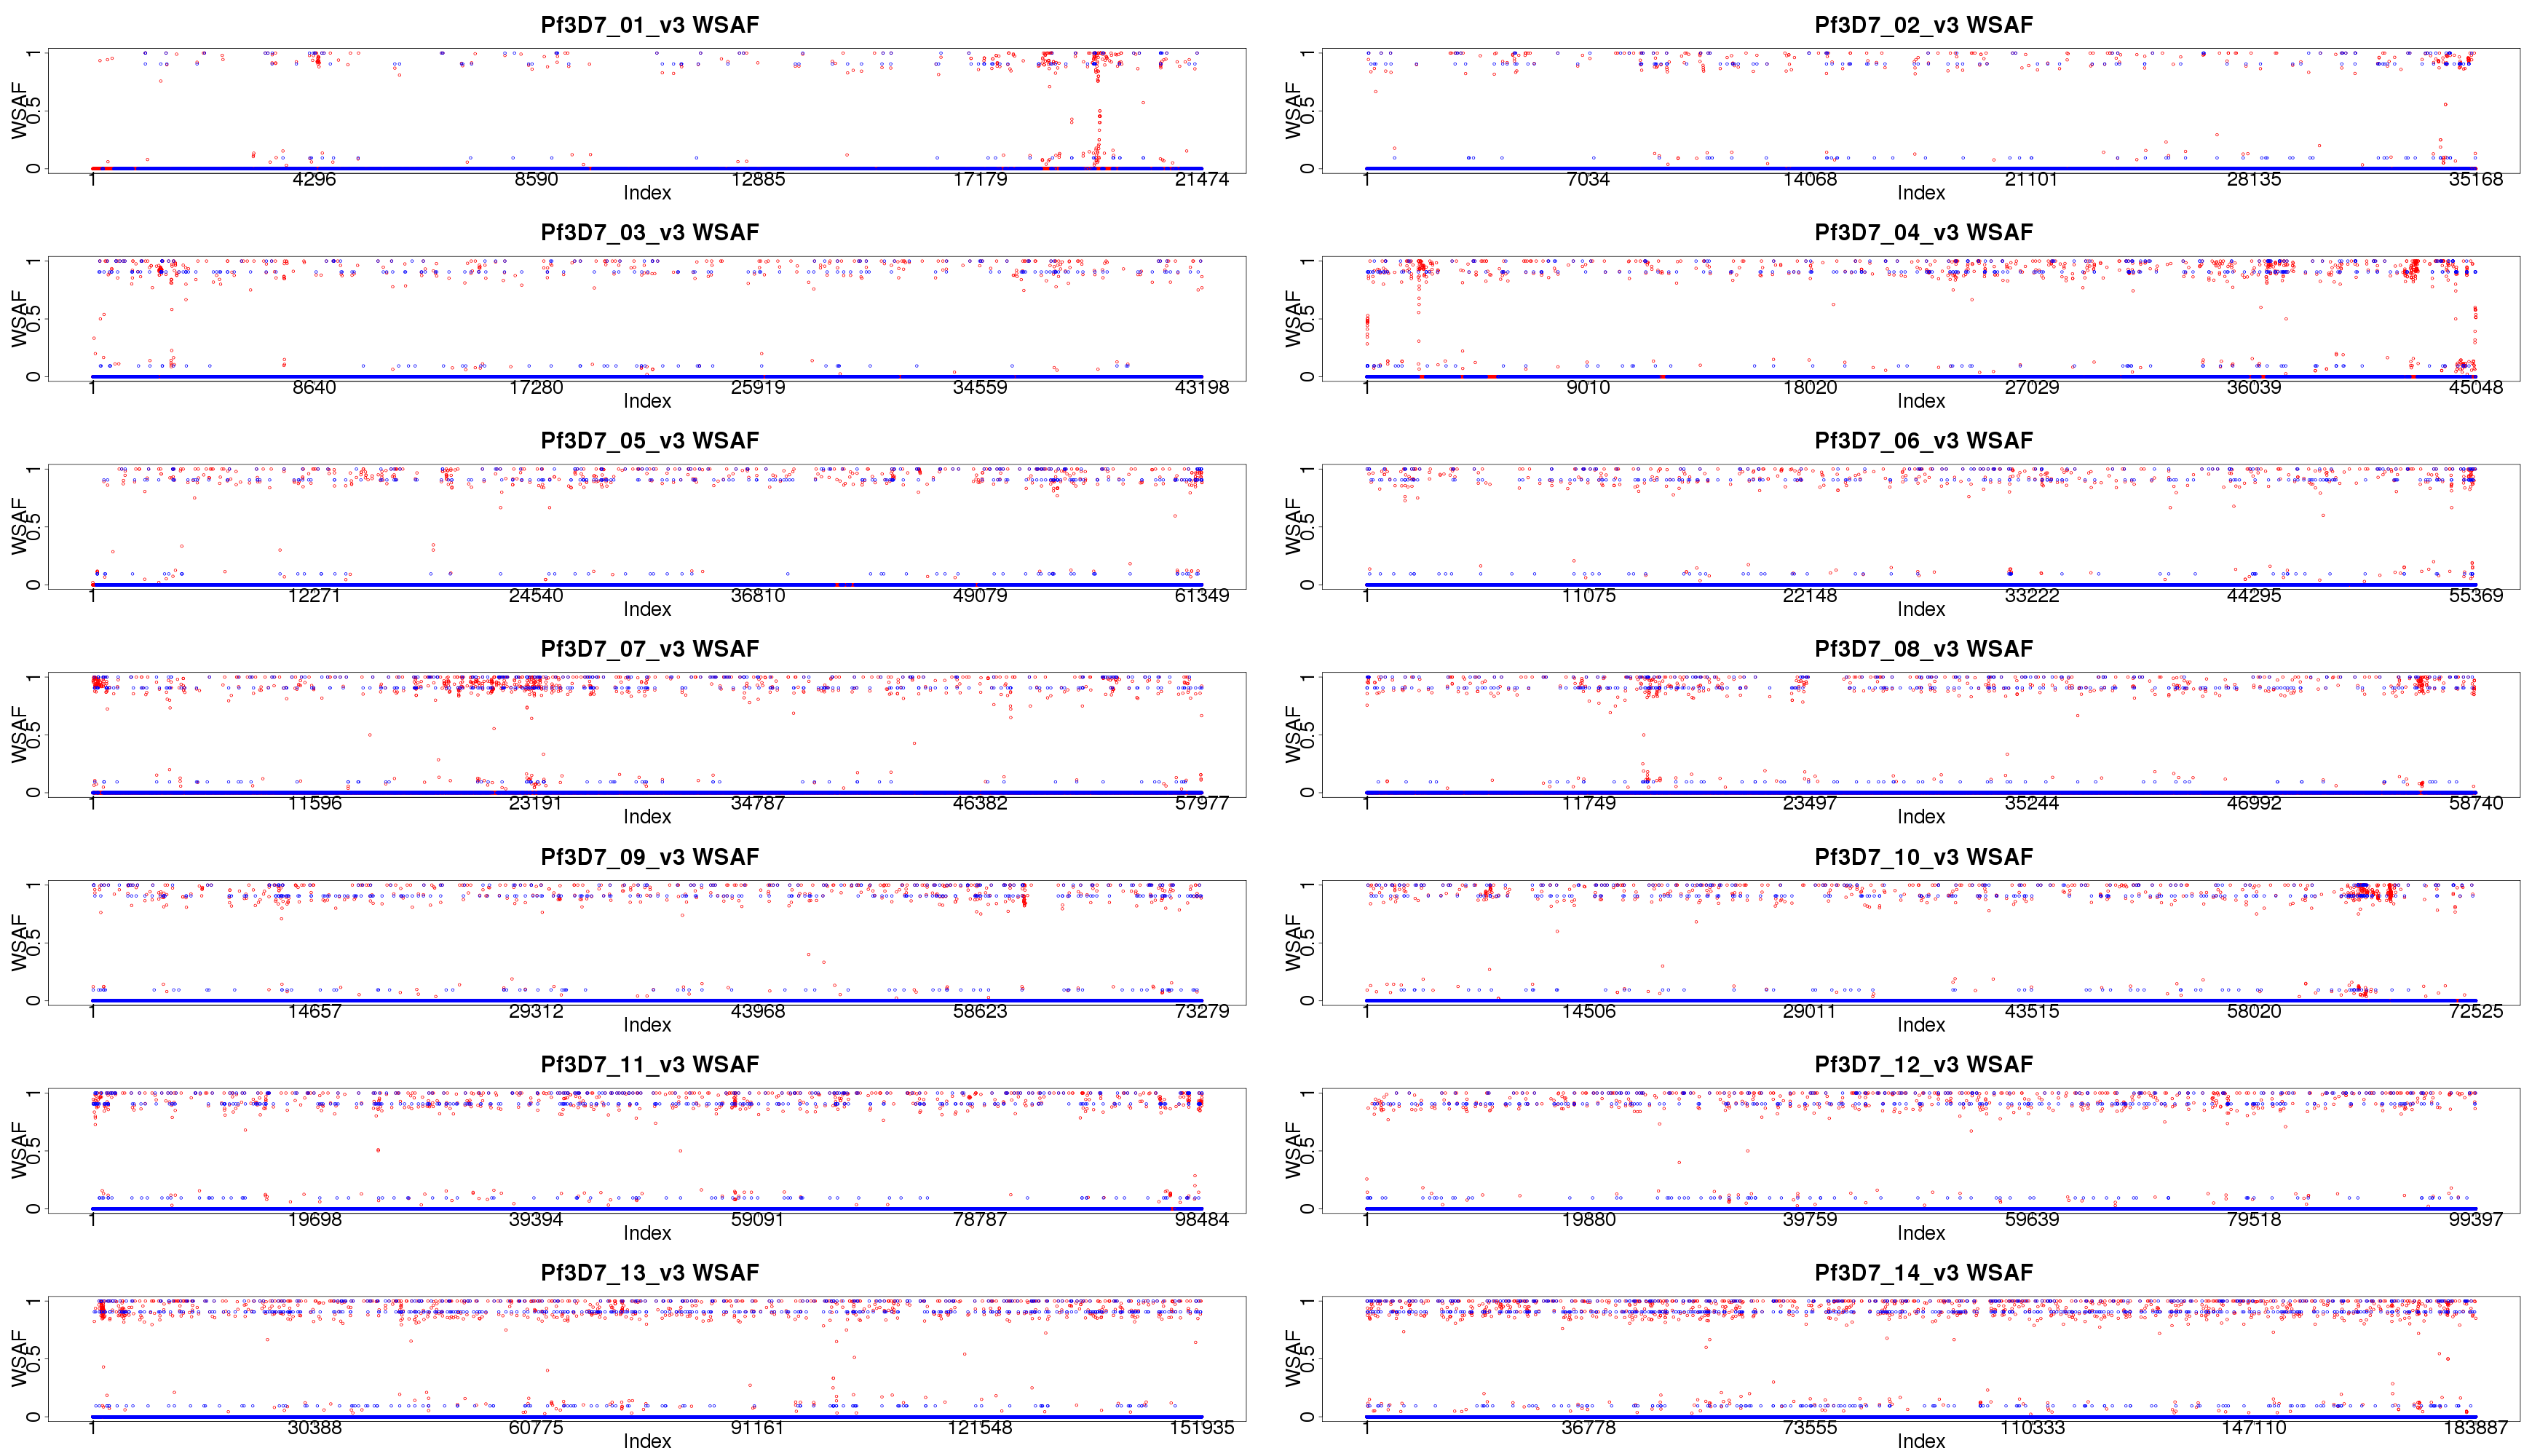 Pf3D7_01_v3 WSAF
WSAF
1
0.5
0
1 4296 8590 12885 17179 21474
Index
Pf3D7_02_v3 WSAF
WSAF
1
0.5
0
1 7034 14068 21101 28135 35168
Index
Pf3D7_03_v3 WSAF
WSAF
1
0.5
0
1 8640 17280 25919 34559 43198
Index
Pf3D7_04_v3 WSAF
WSAF
1
0.5
0
1 9010 18020 27029 36039 45048
Index
Pf3D7_05_v3 WSAF
WSAF
1
0.5
0
1 12271 24540 36810 49079 61349
Index
Pf3D7_06_v3 WSAF
WSAF
1
0.5
0
1 11075 22148 33222 44295 55369
Index
Pf3D7_07_v3 WSAF
WSAF
1
0.5
0
1 11596 23191 34787 46382 57977
Index
Pf3D7_08_v3 WSAF
WSAF
1
0.5
0
1 11749 23497 35244 46992 58740
Index
Pf3D7_09_v3 WSAF
WSAF
1
0.5
0
1 14657 29312 43968 58623 73279
Index
Pf3D7_10_v3 WSAF
WSAF
1
0.5
0
1 14506 29011 43515 58020 72525
Index
Pf3D7_11_v3 WSAF
WSAF
1
0.5
0
1 19698 39394 59091 78787 98484
Index
Pf3D7_12_v3 WSAF
WSAF
1
0.5
0
1 19880 39759 59639 79518 99397
Index
Pf3D7_13_v3 WSAF
WSAF
1
0.5
0
1 30388 60775 91161 121548 151935
Index
Pf3D7_14_v3 WSAF
WSAF
1
0.5
0
1 36778 73555 110333 147110 183887
Index